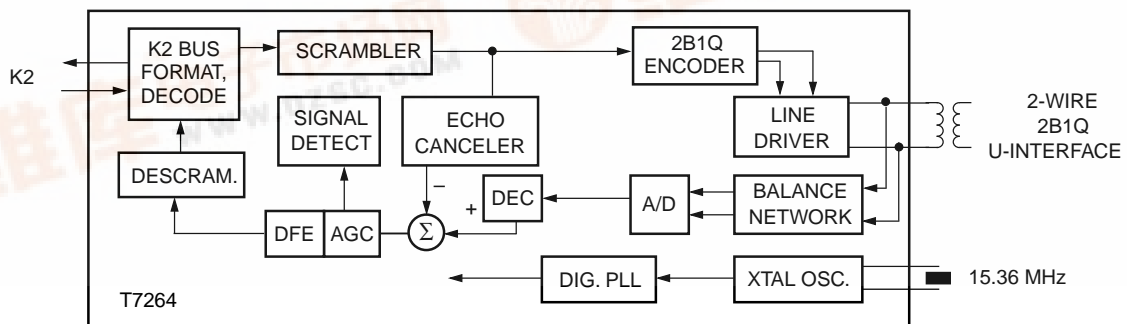 K2
K2 BUS
FORMAT,
DECODE
SCRAMBLER
2B1Q
ENCODER
SIGNAL
DETECT
ECHO
CANCELER
LINE
DRIVER
2-WIRE
2B1Q
U-INTERFACE
DESCRAM.
DFE
AGC
−
+
Σ
DEC
A/D
BALANCE
NETWORK
DIG. PLL
XTAL OSC.
15.36 MHz
T7264